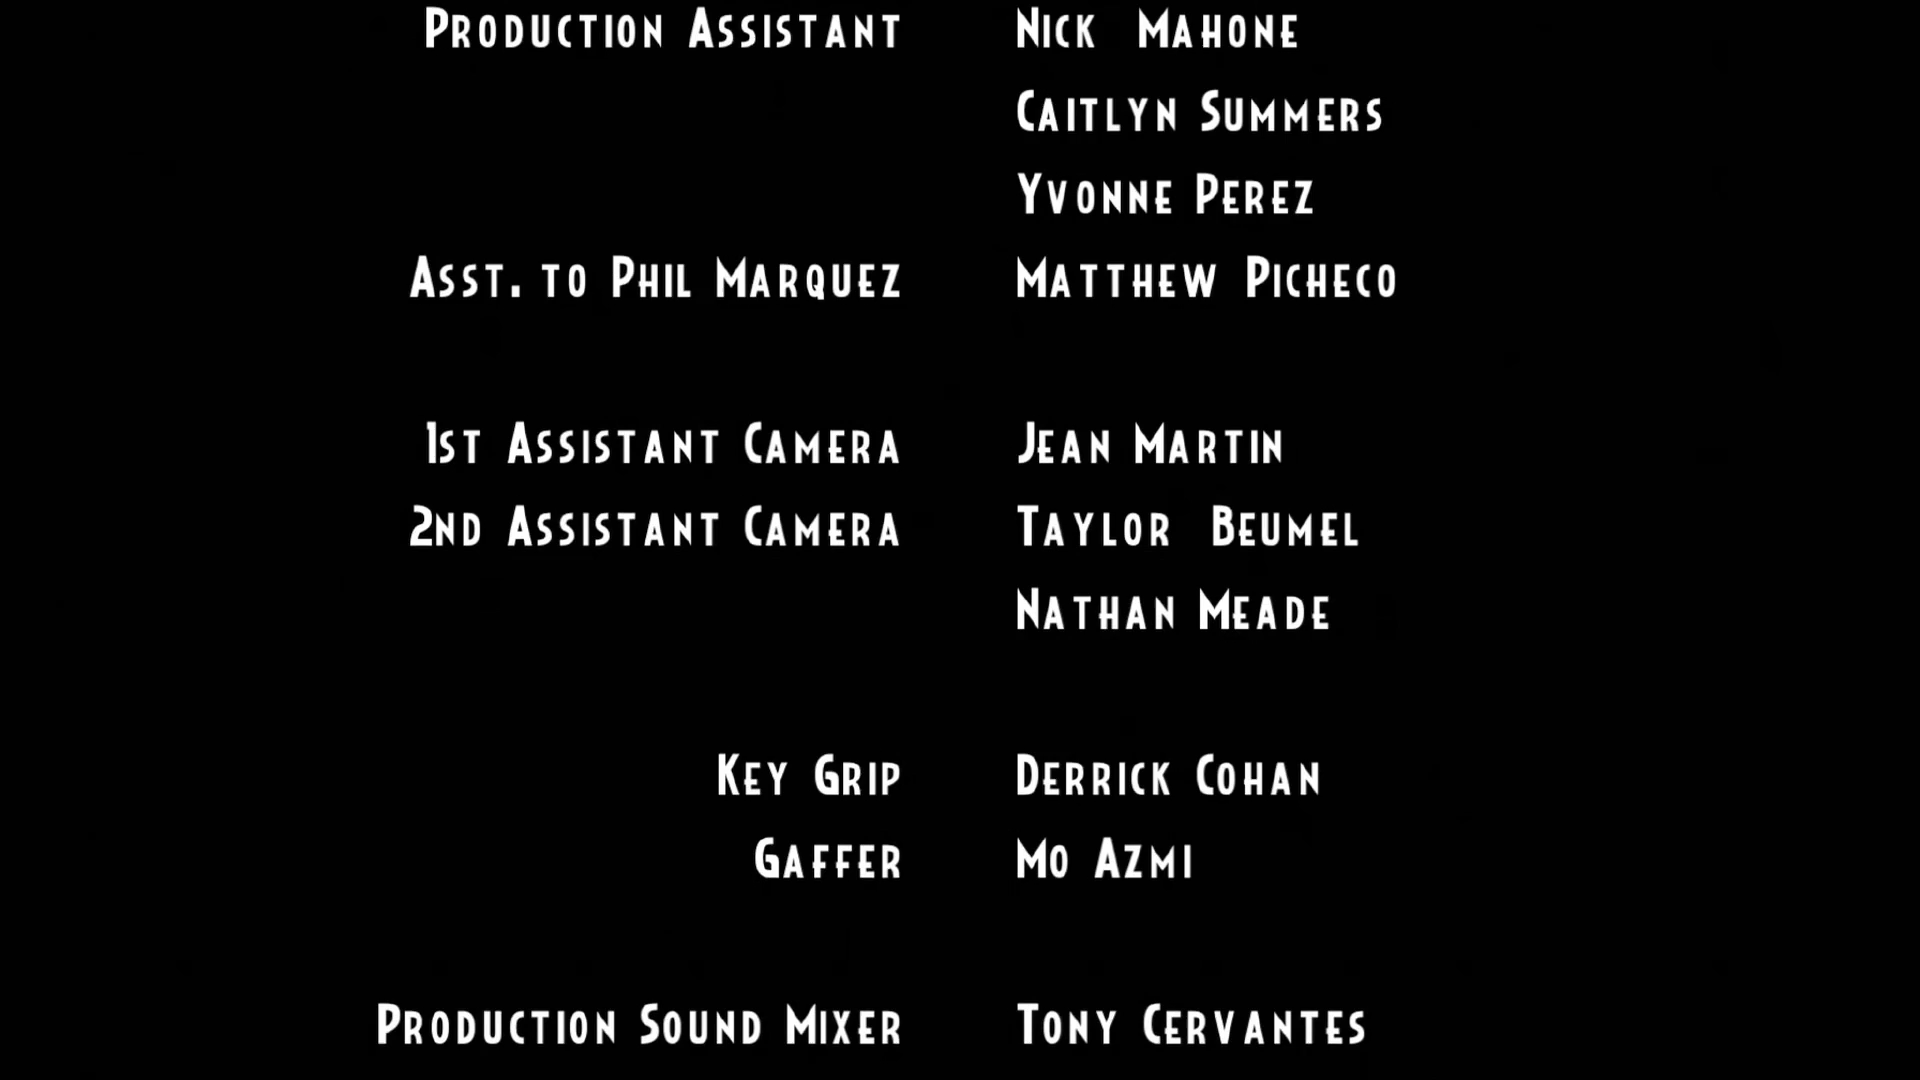 Production Assistant Nick Mahone
Caitlyn Summers
Yvonne Perez
Asst. to Phil Marquez Matthew Picheco
1st Assistant Camera Jean Martin
2nd Assistant Camera Taylor Beumel
Nathan Meade
Key Grip Derrick Cohan
Gaffer Mo Azmi
Production Sound Mixer Tony Cervantes